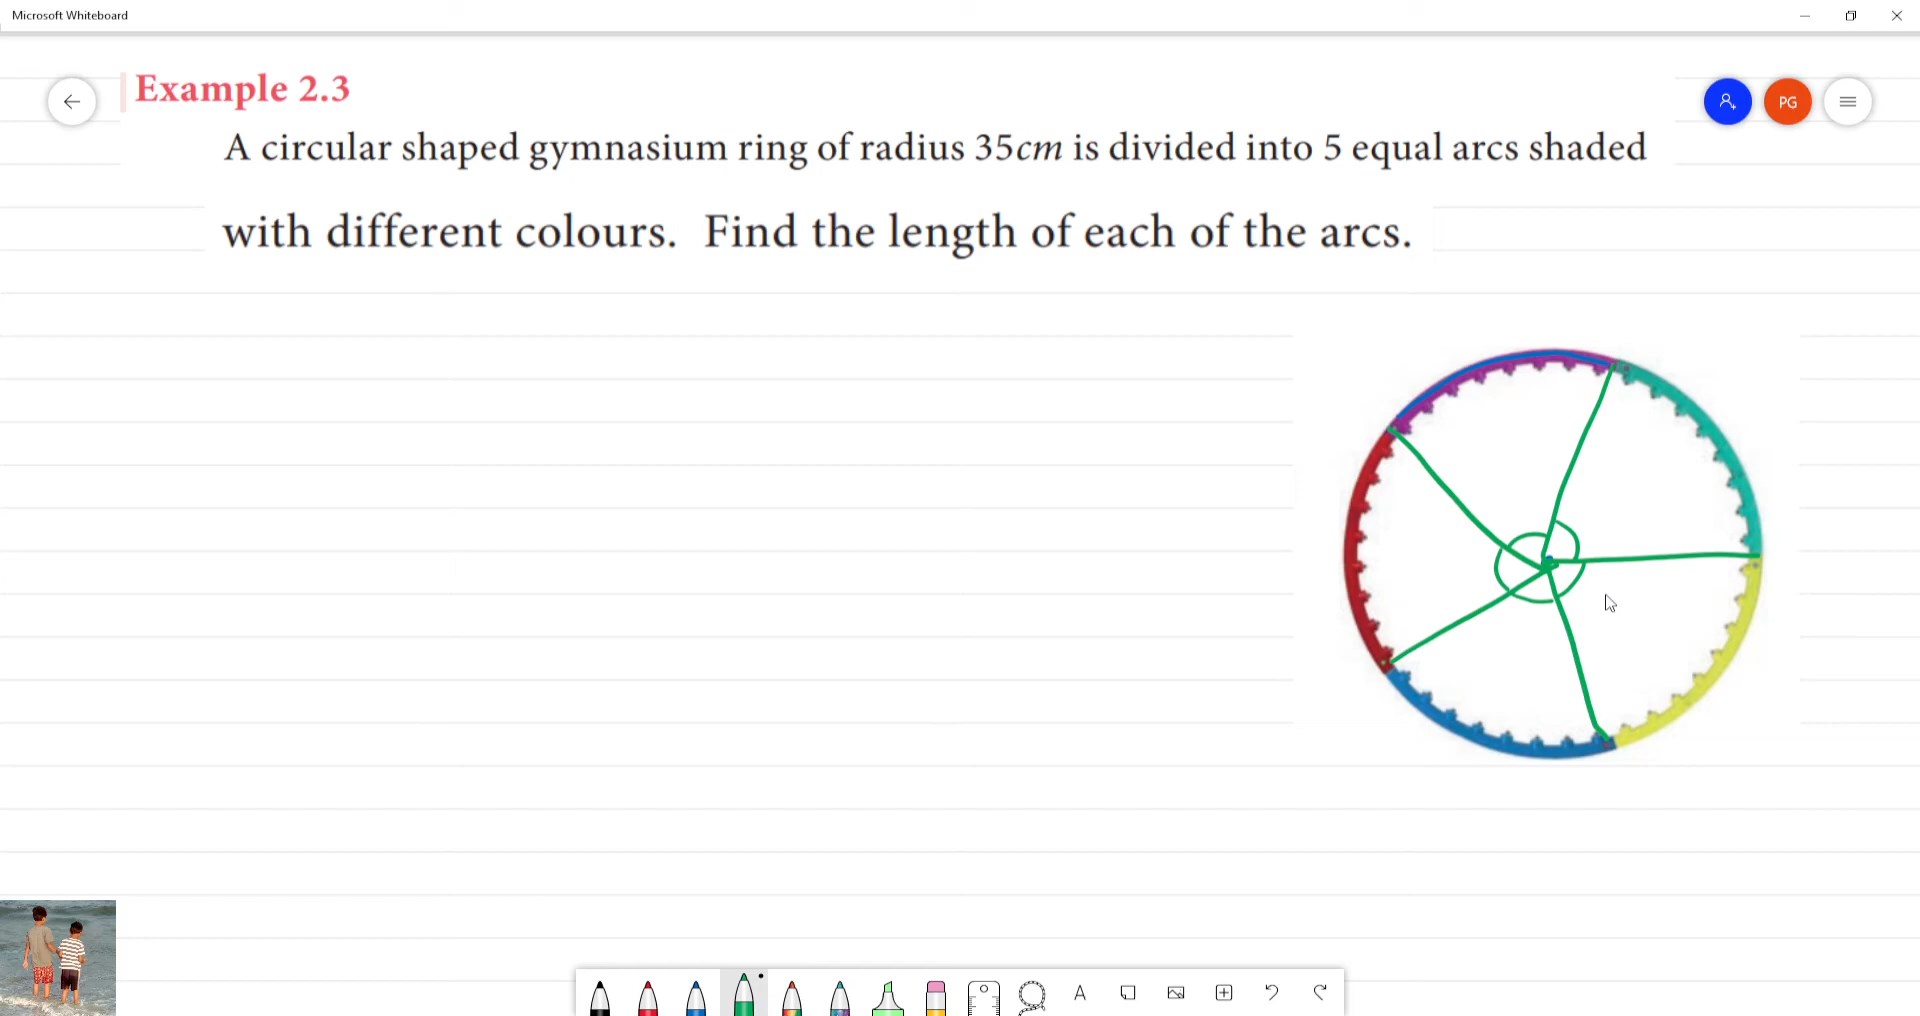 Microsoft Whiteboard
Example 2.3
PG
A circular shaped gymnasium ring of radius 35cm is divided into 5 equal arcs shaded
with different colours. Find the length of each of the arcs.
A